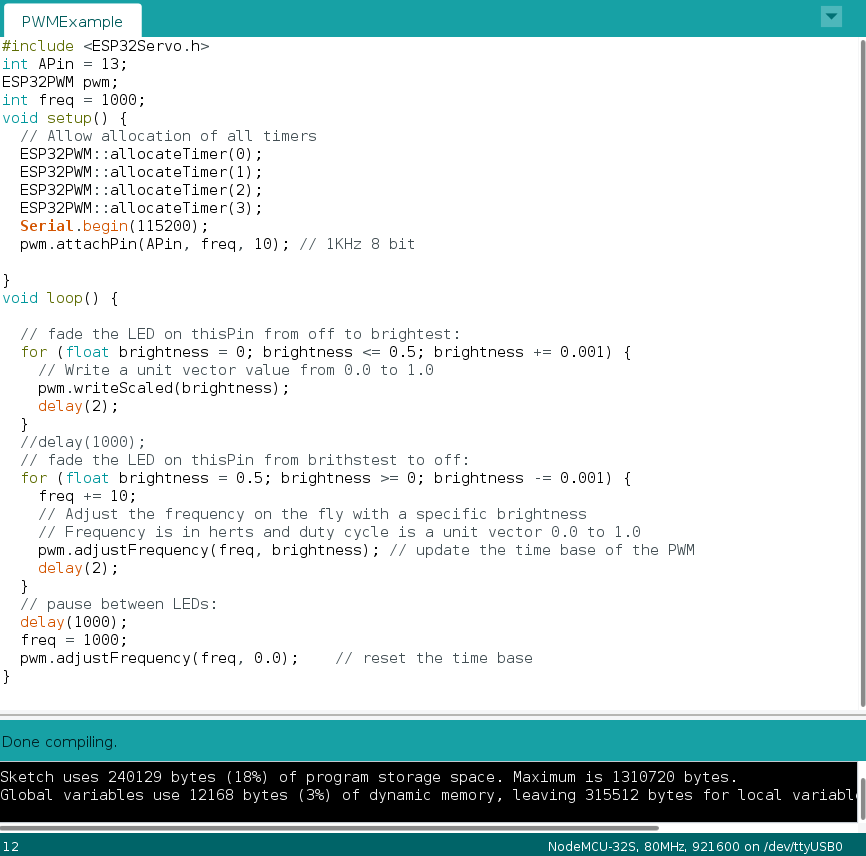 PWMExample
#include <ESP32Servo.h>
int APin = 13;
ESP32PWM pwm;
int freq = 1000;
void setup() {
  // Allow allocation of all timers
  ESP32PWM::allocateTimer(0);
  ESP32PWM::allocateTimer(1);
  ESP32PWM::allocateTimer(2);
  ESP32PWM::allocateTimer(3);
  Serial.begin(115200);
  pwm.attachPin(APin, freq, 10); // 1KHz 8 bit
}
void loop() {
  // fade the LED on thisPin from off to brightest:
  for (float brightness = 0; brightness <= 0.5; brightness += 0.001) {
    // Write a unit vector value from 0.0 to 1.0
    pwm.writeScaled(brightness);
    delay(2);
  }
  //delay(1000);
  // fade the LED on thisPin from brithstest to off:
  for (float brightness = 0.5; brightness >= 0; brightness -= 0.001) {
    freq += 10;
    // Adjust the frequency on the fly with a specific brightness
    // Frequency is in herts and duty cycle is a unit vector 0.0 to 1.0
    pwm.adjustFrequency(freq, brightness); // update the time base of the PWM
    delay(2);
  }
  // pause between LEDs:
  delay(1000);
  freq = 1000;
  pwm.adjustFrequency(freq, 0.0);    // reset the time base
}
Done compiling.
Sketch uses 240129 bytes (18%) of program storage space. Maximum is 1310720 bytes.
Global variables use 12168 bytes (3%) of dynamic memory, leaving 315512 bytes for local variable
12 NodeMCU-32S, 80MHz, 921600 on /dev/ttyUSB0